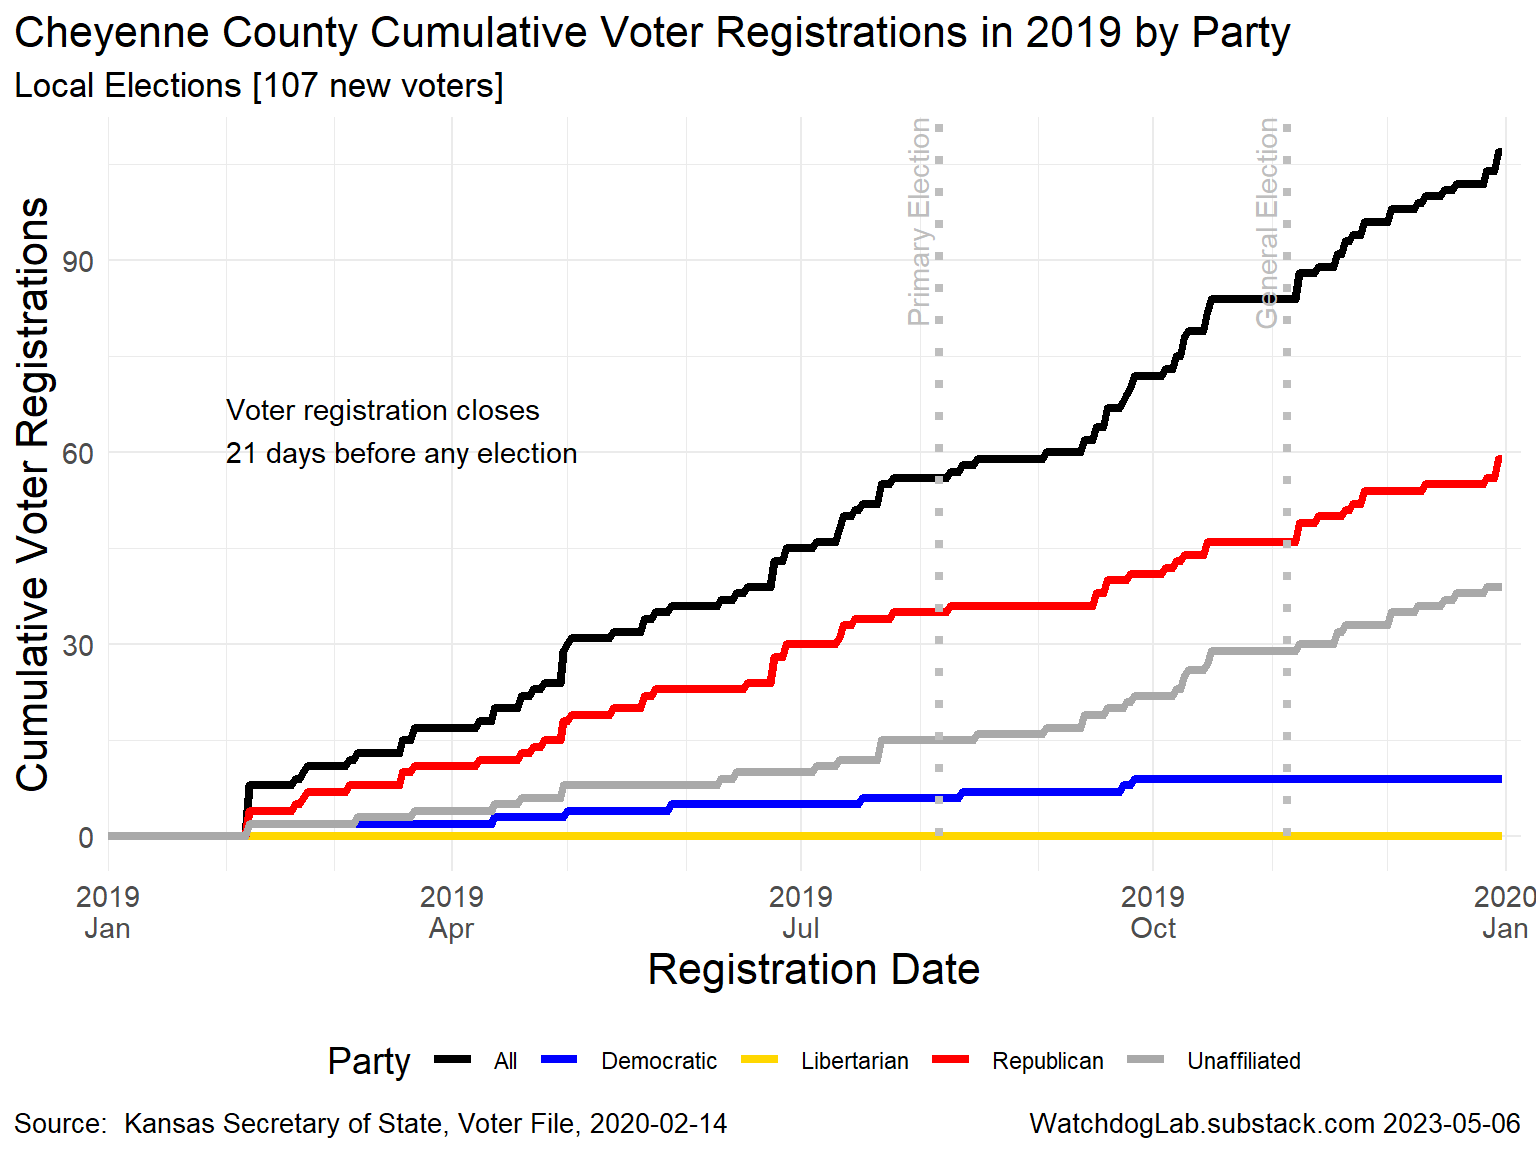 Cheyenne County Cumulative Voter Registrations in 2019 by Party
Local Elections [107 new voters]
Cumulative Voter Registrations
90
60
30
0
Primary Election
General Election
Voter registration closes
21 days before any election
2019 2019 2019 2019 2020
Jan Apr Jul Oct Jan
Registration Date
Party All Democratic Libertarian Republican Unaffiliated
Source:  Kansas Secretary of State, Voter File, 2020-02-14
WatchdogLab.substack.com 2023-05-06